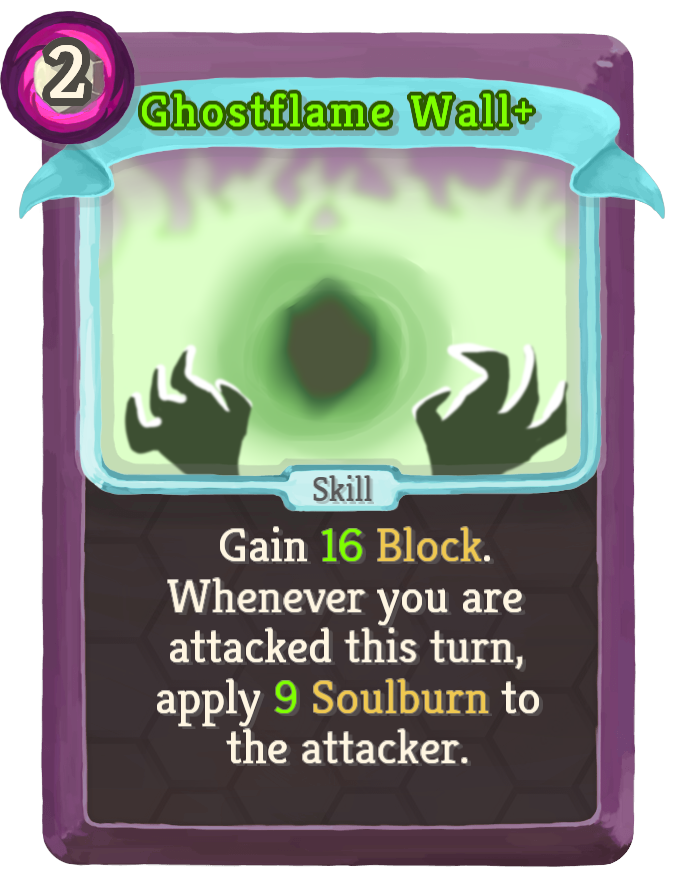 2
Ghostflame Wall+
Skill
Gain 16 Block.
Whenever you are
attacked this turn,
apply 9 Soulburn to
the attacker.